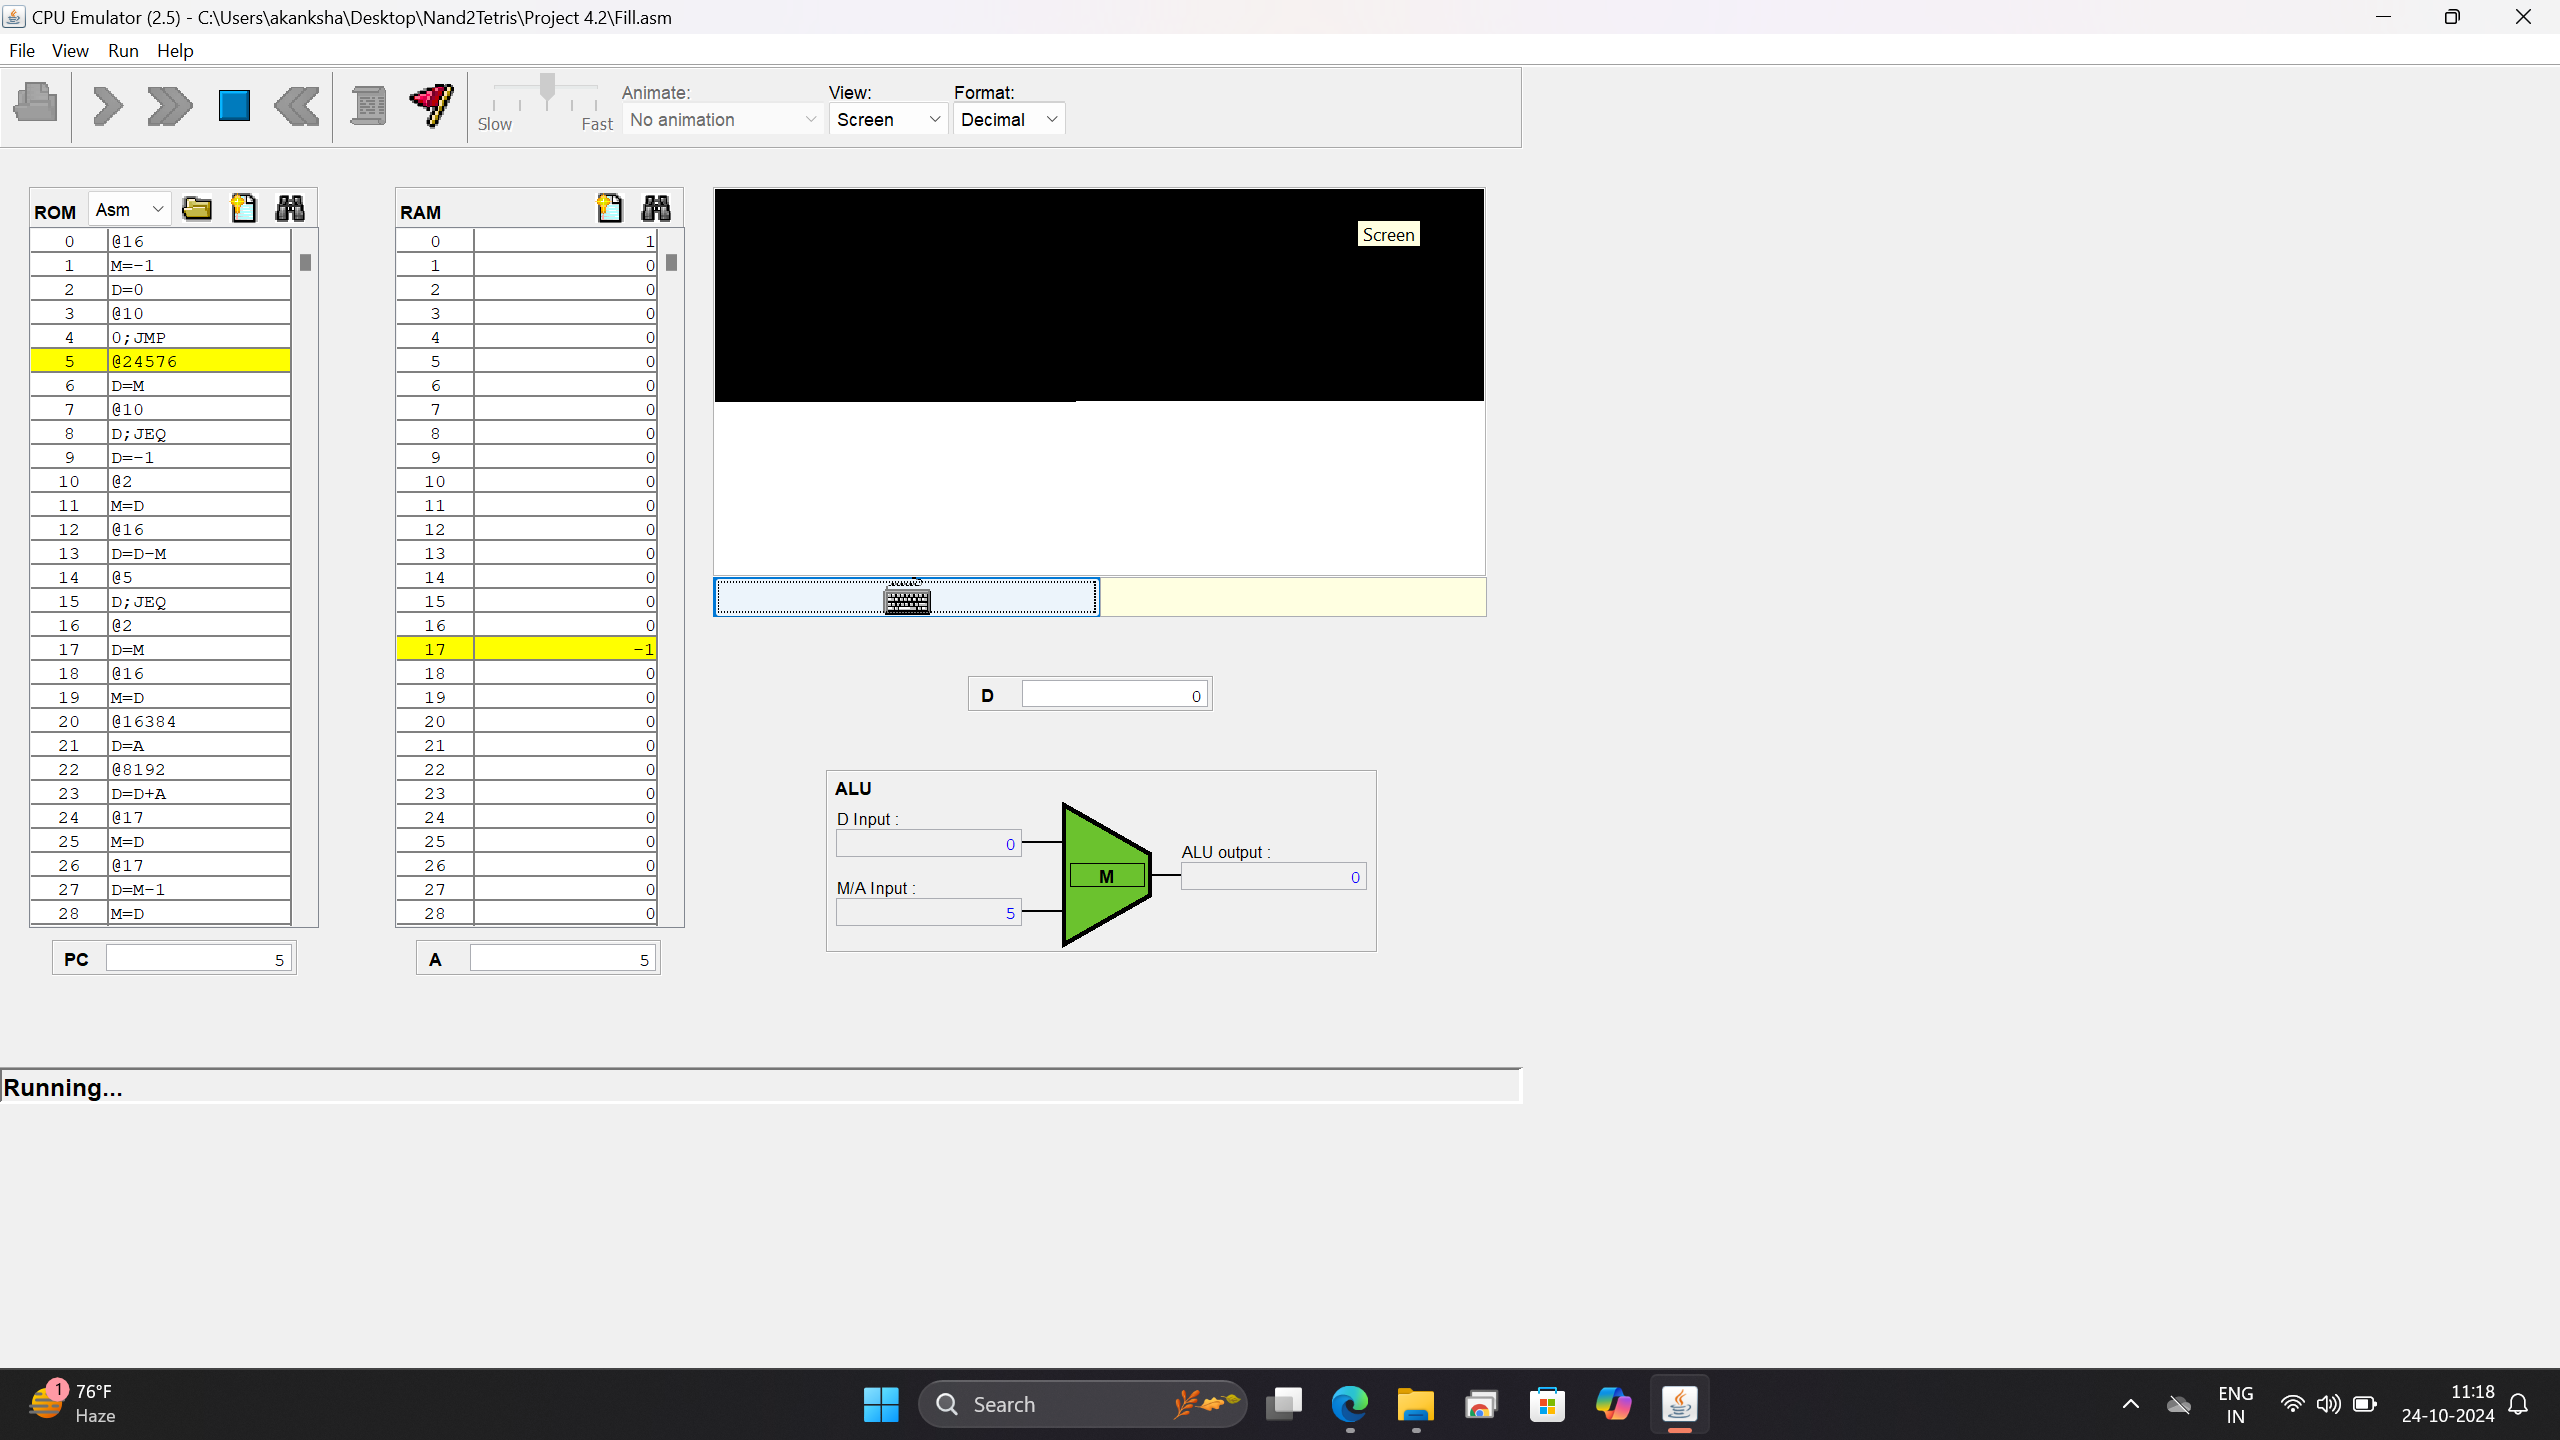 CPU Emulator (2.5) - C:\Users\akanksha\Desktop\Nand2Tetris\Project 4.2\Fill.asm
File View Run Help
Animate: View: Format:
Slow Fast No animation Screen Decimal
ROM Asm
0 @16
1 M=-1
2 D=0
3 @10
4 0;JMP
5 @24576
6 D=M
7 @10
8 D;JEQ
9 D=-1
10 @2
11 M=D
12 @16
13 D=D-M
14 @5
15 D;JEQ
16 @2
17 D=M
18 @16
19 M=D
20 @16384
21 D=A
22 @8192
23 D=D+A
24 @17
25 M=D
26 @17
27 D=M-1
28 M=D
PC 5
RAM
0 1
1 0
2 0
3 0
4 0
5 0
6 0
7 0
8 0
9 0
10 0
11 0
12 0
13 0
14 0
15 0
16 0
17 -1
18 0
19 0
20 0
21 0
22 0
23 0
24 0
25 0
26 0
27 0
28 0
A 5
Screen
D 0
ALU
D Input :
0
M/A Input :
5
M
ALU output :
0
Running...
1
76°F
Haze
Search
ENG
IN
11:18
24-10-2024